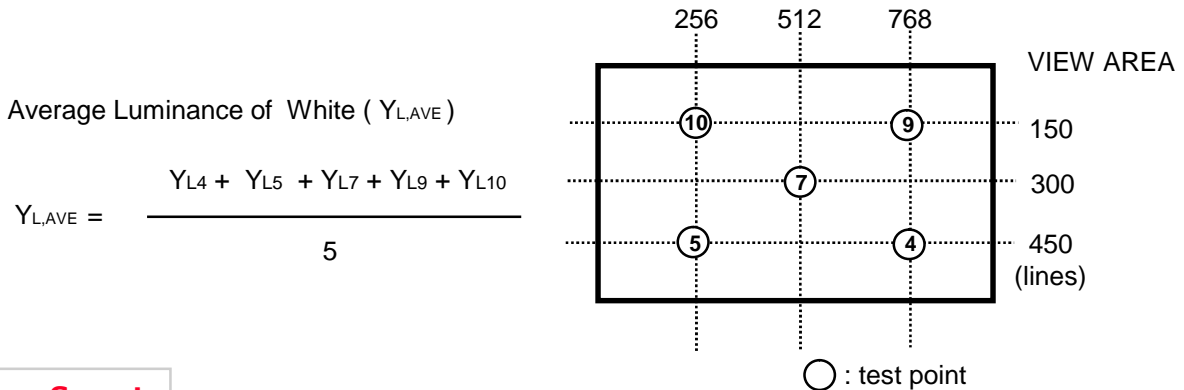 256 512 768
VIEW AREA
Average Luminance of White ( YL,AVE )
10 9 150
YL4 + YL5 + YL7 + YL9 + YL10
7 300
YL,AVE =
5
5 4 450
(lines)
: test point